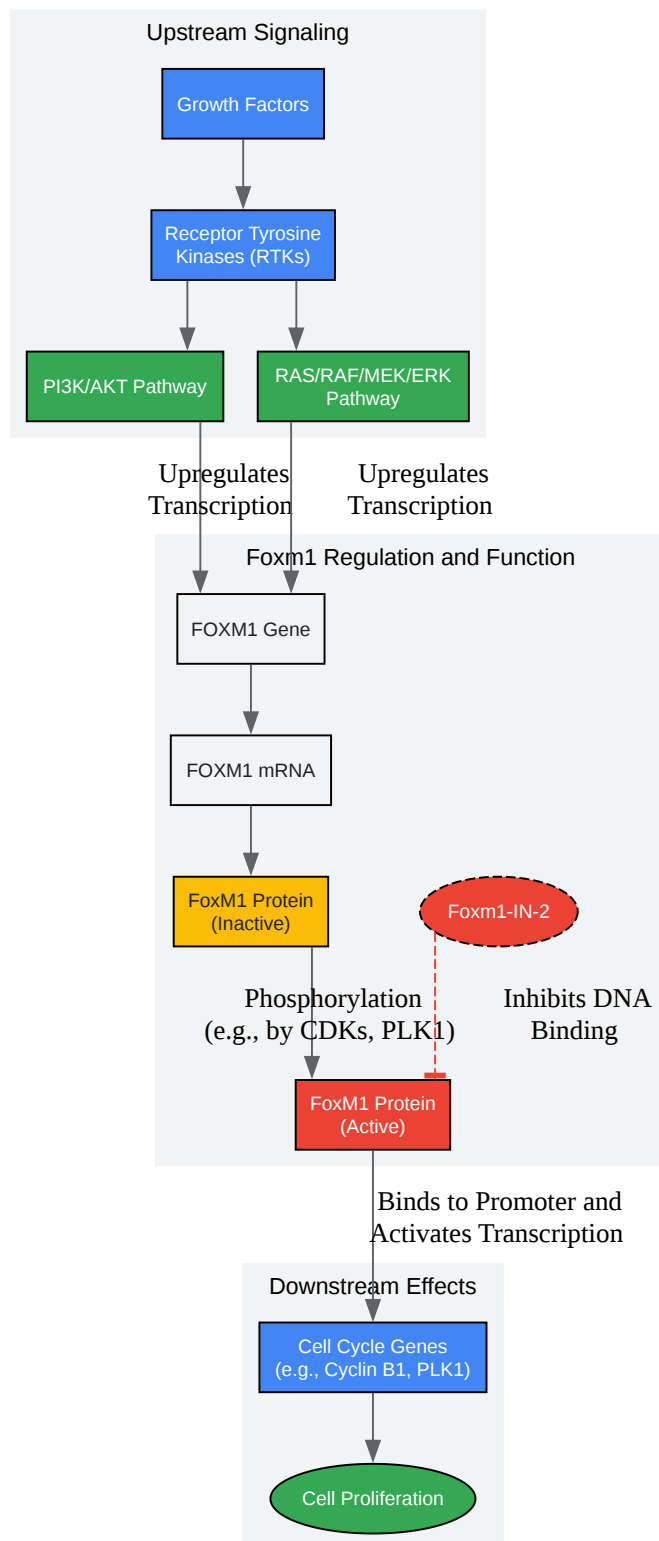 Upstream Signaling
Growth Factors
Receptor Tyrosine
Kinases (RTKs)
PI3K/AKT Pathway
RAS/RAF/MEK/ERK
Pathway
Upregulates
Transcription
Upregulates
Transcription
Foxm1 Regulation and Function
FOXM1 Gene
FOXM1 mRNA
FoxM1 Protein
(Inactive)
Foxm1-IN-2
Phosphorylation
(e.g., by CDKs, PLK1)
Inhibits DNA
Binding
FoxM1 Protein
(Active)
Binds to Promoter and
Activates Transcription
Downstream Effects
Cell Cycle Genes
(e.g., Cyclin B1, PLK1)
Cell Proliferation